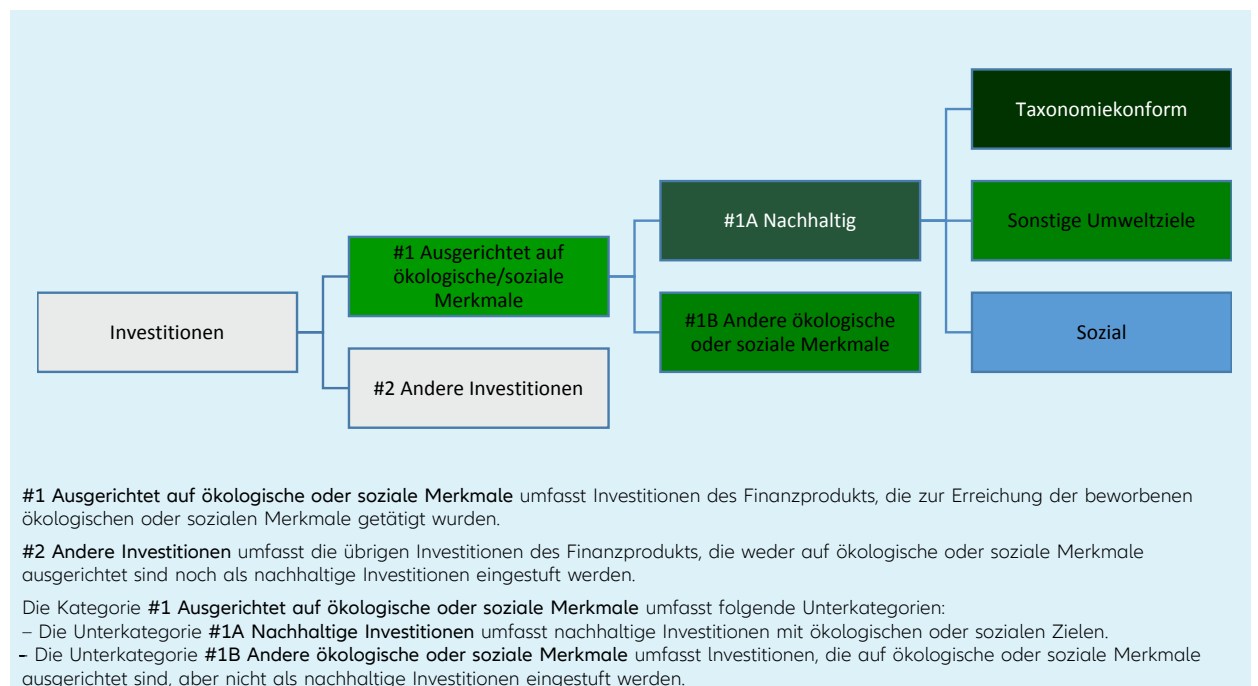 Taxonomiekonform
#1A Nachhaltig
Sonstige Umweltziele
#1 Ausgerichtet auf
ökologische/soziale
Merkmale
Investitionen
#1B Andere ökologische
oder soziale Merkmale
Sozial
#2 Andere Investitionen
#1 Ausgerichtet auf ökologische oder soziale Merkmale umfasst Investitionen des Finanzprodukts, die zur Erreichung der beworbenen
ökologischen oder sozialen Merkmale getätigt wurden.
#2 Andere Investitionen umfasst die übrigen Investitionen des Finanzprodukts, die weder auf ökologische oder soziale Merkmale
ausgerichtet sind noch als nachhaltige Investitionen eingestuft werden.
Die Kategorie #1 Ausgerichtet auf ökologische oder soziale Merkmale umfasst folgende Unterkategorien:
– Die Unterkategorie #1A Nachhaltige Investitionen umfasst nachhaltige Investitionen mit ökologischen oder sozialen Zielen.
– Die Unterkategorie #1B Andere ökologische oder soziale Merkmale umfasst Investitionen, die auf ökologische oder soziale Merkmale
ausgerichtet sind, aber nicht als nachhaltige Investitionen eingestuft werden.